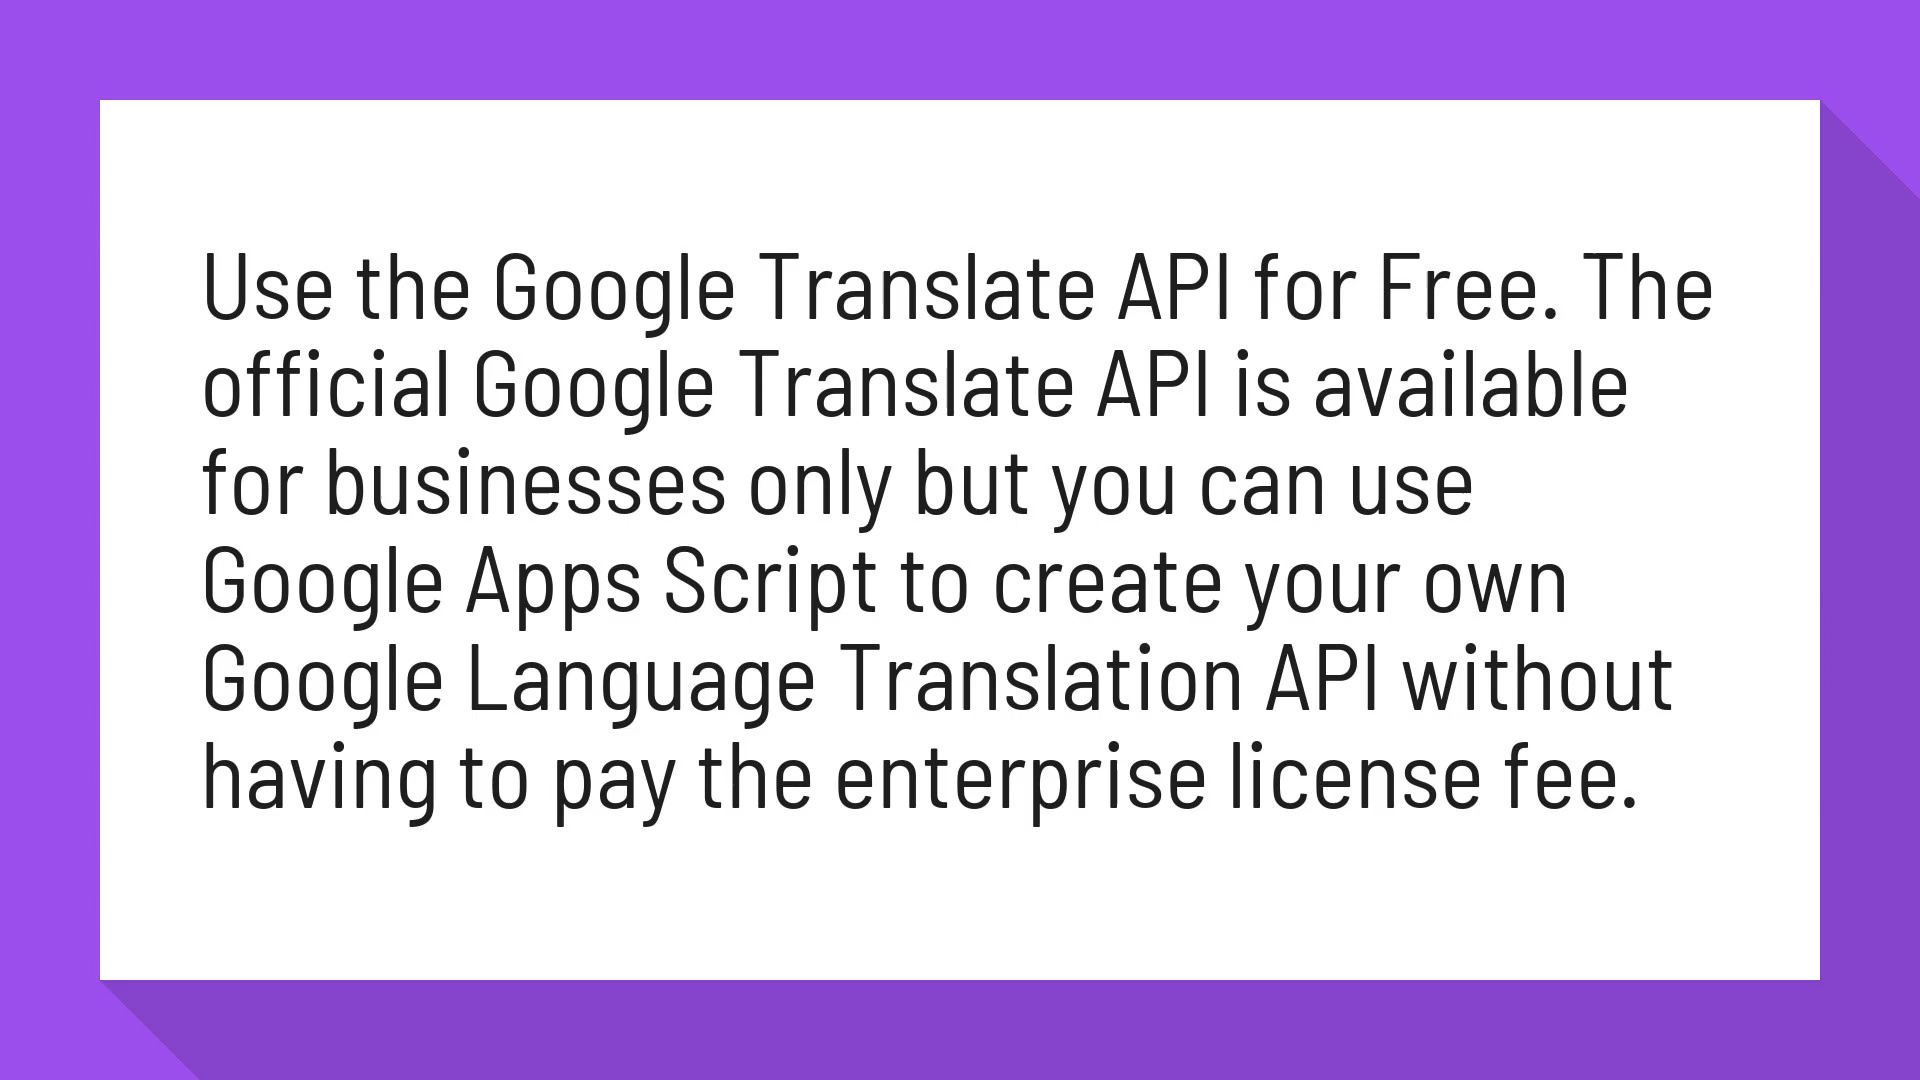 Use the Google Translate API for Free. The
official Google Translate API is available
for businesses only but you can use
Google Apps Script to create your own
Google Language Translation API without
having to pay the enterprise license fee.